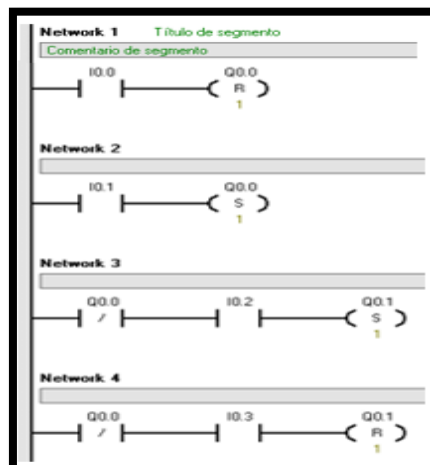 Network 1 Título de segmento
Comentario de segmento
I0.0 Q0.0
R
1
Network 2
I0.1 Q0.0
S
1
Network 3
Q0.0 I0.2 Q0.1
/ S
1
Network 4
Q0.0 I0.3 Q0.1
/ R
1